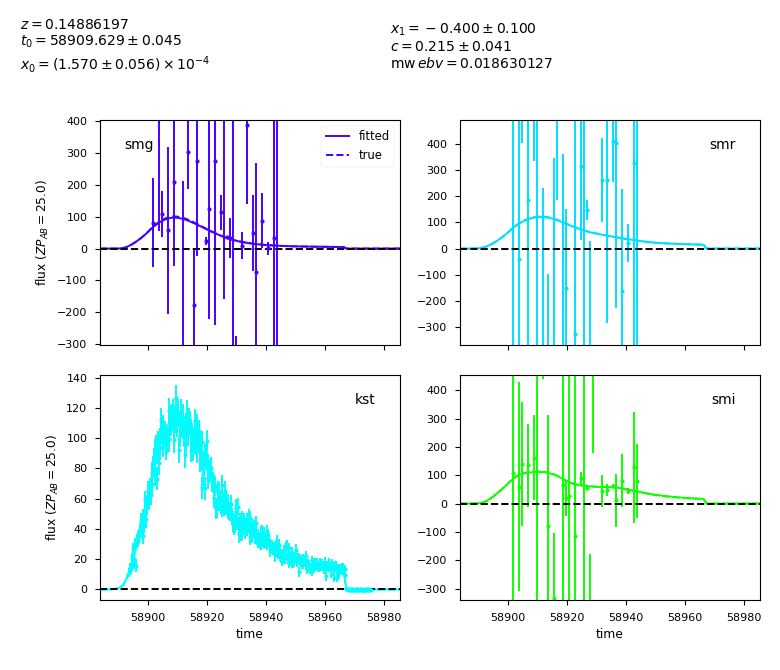 z = 0.14886197
t₀ = 58909.629 ± 0.045
x₀ = (1.570 ± 0.056) × 10⁻⁴
x₁ = −0.400 ± 0.100
c = 0.215 ± 0.041
mw ebv = 0.018630127
400
300
200
100
0
−100
−200
−300
flux (ZP_AB = 25.0)
smg
fitted
true
400
300
200
100
0
−100
−200
−300
smr
140
120
100
80
60
40
20
0
flux (ZP_AB = 25.0)
kst
58900
58920
58940
58960
58980
time
400
300
200
100
0
−100
−200
−300
smi
58900
58920
58940
58960
58980
time